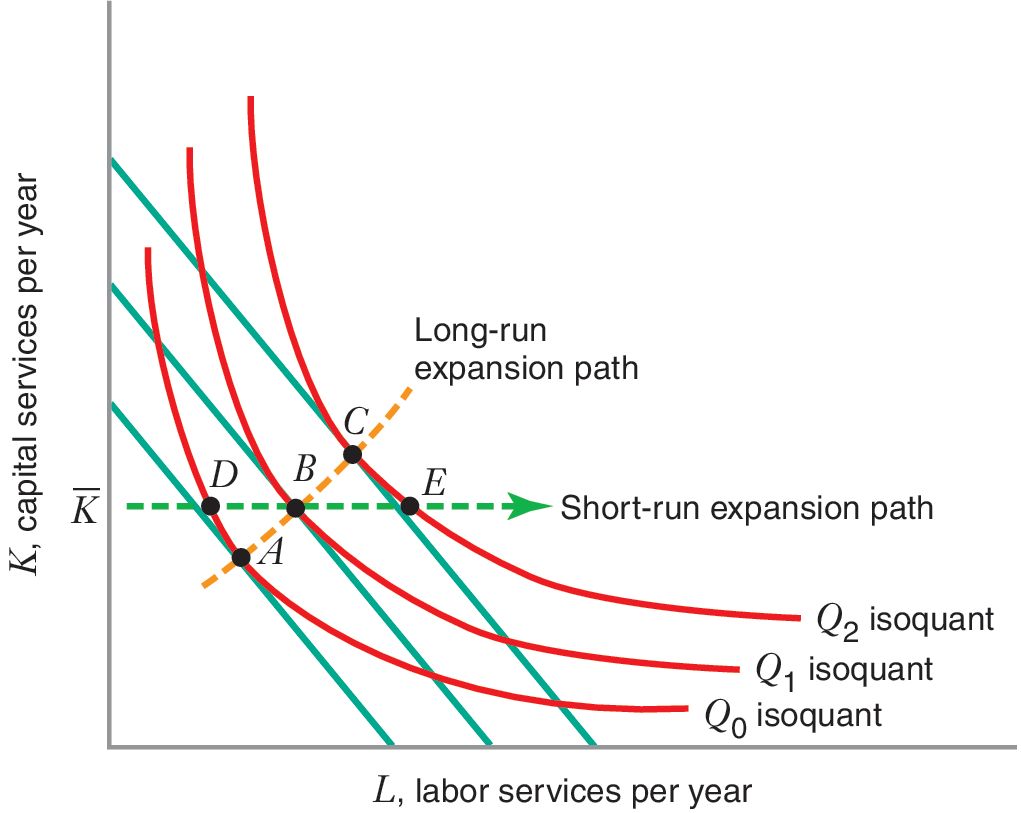 K, capital services per year
Long-run
expansion path
C
D
B
E
K̅
Short-run expansion path
A
Q₂ isoquant
Q₁ isoquant
Q₀ isoquant
L, labor services per year